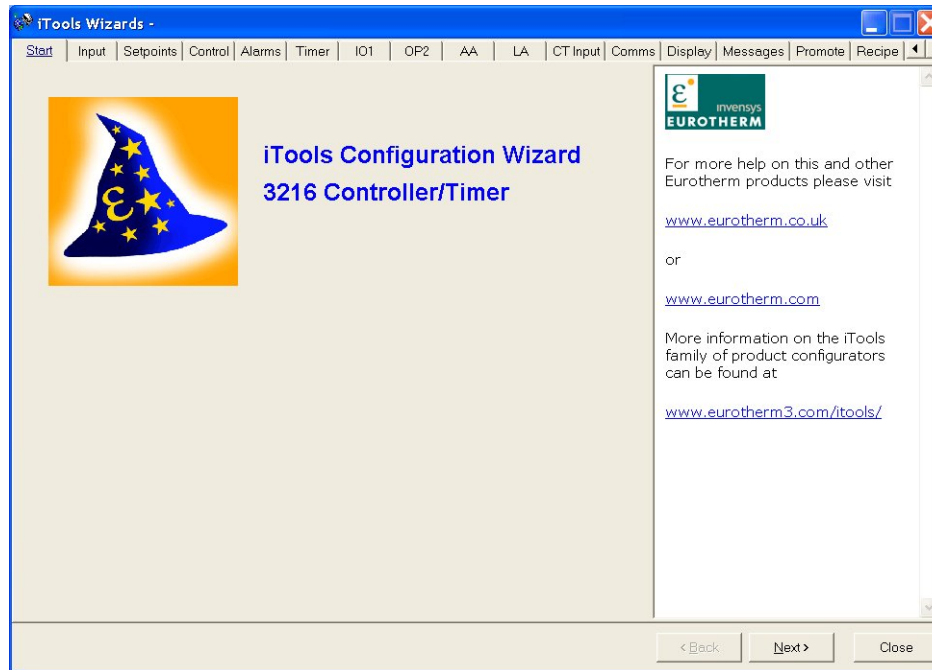 iTools Wizards -
Start Input Setpoints Control Alarms Timer IO1 OP2 AA LA CT Input Comms Display Messages Promote Recipe
ε
iTools Configuration Wizard
3216 Controller/Timer
ε
invensys
EUROTHERM
For more help on this and other
Eurotherm products please visit
www.eurotherm.co.uk
or
www.eurotherm.com
More information on the iTools
family of product configurators
can be found at
www.eurotherm3.com/itools/
< Back Next > Close